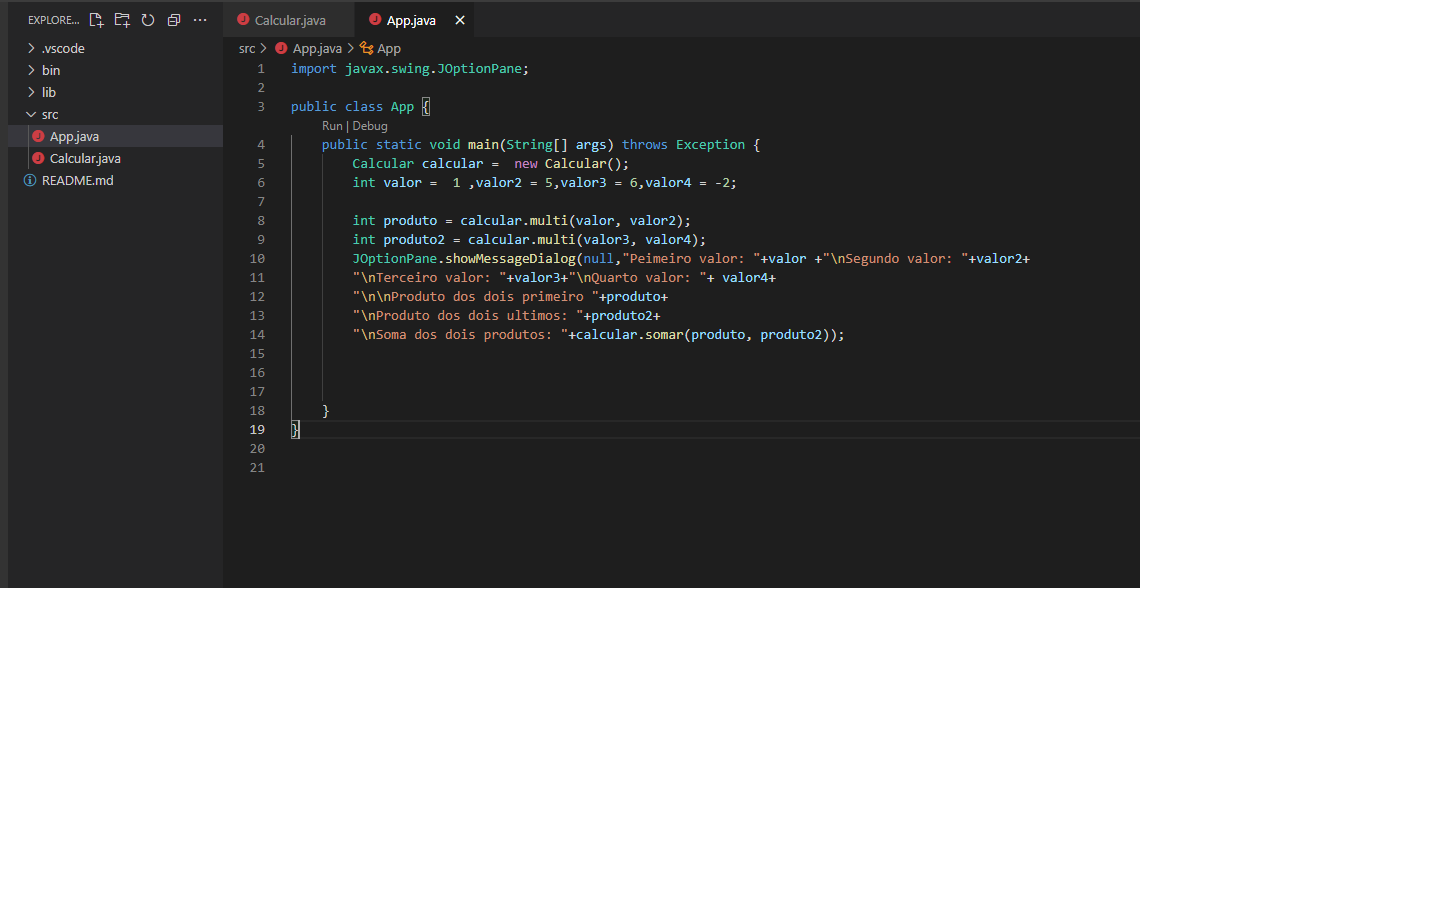 EXPLORE...
.vscode
bin
lib
src
App.java
Calcular.java
README.md
Calcular.java
App.java
src > App.java > App
1 import javax.swing.JOptionPane;
2
3 public class App {
Run | Debug
4 public static void main(String[] args) throws Exception {
5 Calcular calcular =  new Calcular();
6 int valor =  1 ,valor2 = 5,valor3 = 6,valor4 = -2;
7
8 int produto = calcular.multi(valor, valor2);
9 int produto2 = calcular.multi(valor3, valor4);
10 JOptionPane.showMessageDialog(null,"Peimeiro valor: "+valor +"\nSegundo valor: "+valor2+
11 "\nTerceiro valor: "+valor3+"\nQuarto valor: "+ valor4+
12 "\n\nProduto dos dois primeiro "+produto+
13 "\nProduto dos dois ultimos: "+produto2+
14 "\nSoma dos dois produtos: "+calcular.somar(produto, produto2));
15
16
17
18 }
19 }
20
21